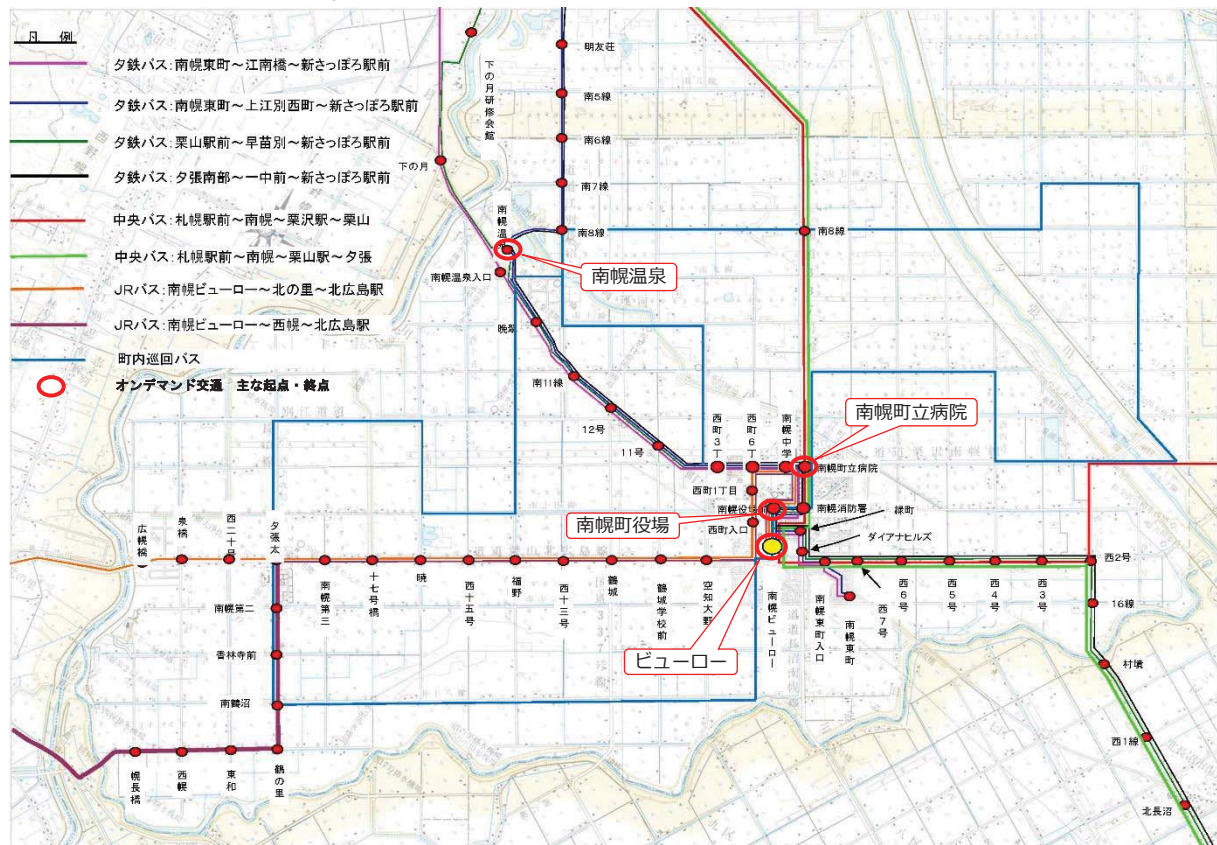 凡 例
夕鉄バス:南幌東町～江南橋～新さっぽろ駅前
夕鉄バス:南幌東町～上江別西町～新さっぽろ駅前
夕鉄バス:栗山駅前～早苗別～新さっぽろ駅前
夕鉄バス:夕張南部～一中前～新さっぽろ駅前
中央バス:札幌駅前～南幌～栗沢駅～栗山
中央バス:札幌駅前～南幌～栗山駅～夕張
JRバス:南幌ビューロー～北の里～北広島駅
JRバス:南幌ビューロー～西幌～北広島駅
町内巡回バス
オンデマンド交通 主な起点・終点
下の月研修会館
明友荘
南5線
南6線
南7線
南8線
南8線
下の月
南幌温泉
南幌温泉入口
南幌温泉
晩翠
南11線
12号
11号
西町3丁
西町6丁
南幌中学
南幌町立病院
南幌町立病院
西町1丁目
南幌役場前
南幌消防署
緑町
南幌町役場
西町入口
ダイアナヒルズ
広幌橋
泉橋
西二十号
夕張太
南幌第三
十七号橋
暁
西十五号
福野
西十三号
鶴城
鶴城学校前
空知大野
南幌ビューロー
ビューロー
南幌東町入口
南幌東町
西7号
西6号
西5号
西4号
西3号
西2号
16線
村境
西1線
北長沼
南幌第二
香林寺前
南鶴沼
鶴の里
東和
西幌
幌長橋